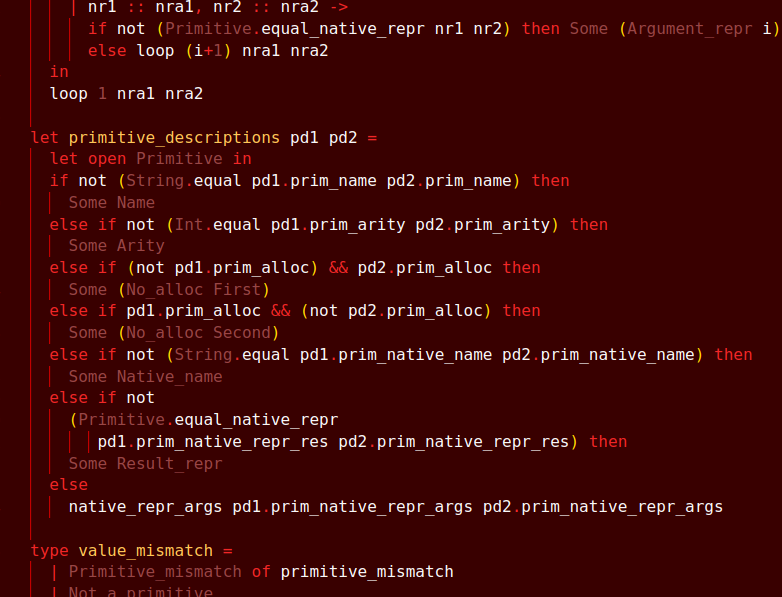 | nr1 :: nra1, nr2 :: nra2 ->
if not (Primitive.equal_native_repr nr1 nr2) then Some (Argument_repr i)
else loop (i+1) nra1 nra2
in
loop 1 nra1 nra2
let primitive_descriptions pd1 pd2 =
let open Primitive in
if not (String.equal pd1.prim_name pd2.prim_name) then
Some Name
else if not (Int.equal pd1.prim_arity pd2.prim_arity) then
Some Arity
else if (not pd1.prim_alloc) && pd2.prim_alloc then
Some (No_alloc First)
else if pd1.prim_alloc && (not pd2.prim_alloc) then
Some (No_alloc Second)
else if not (String.equal pd1.prim_native_name pd2.prim_native_name) then
Some Native_name
else if not
(Primitive.equal_native_repr
pd1.prim_native_repr_res pd2.prim_native_repr_res) then
Some Result_repr
else
native_repr_args pd1.prim_native_repr_args pd2.prim_native_repr_args
type value_mismatch =
| Primitive_mismatch of primitive_mismatch
| Not_a_primitive